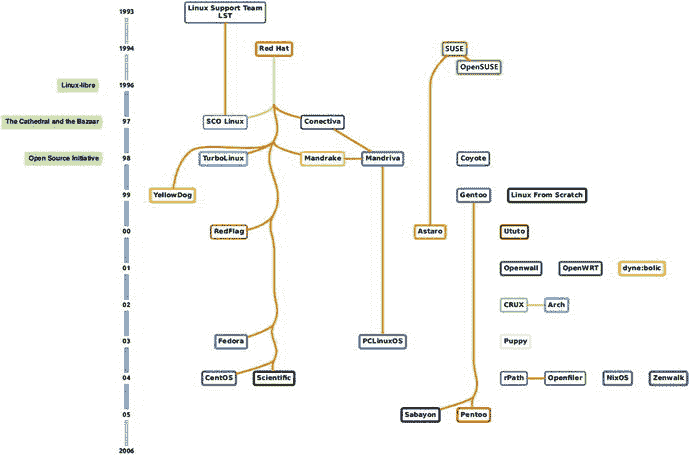 1993
Linux Support Team
LST
1994
Red Hat
SUSE
OpenSUSE
Linux-libre
1996
The Cathedral and the Bazaar
97
SCO Linux
Conectiva
Open Source Initiative
98
TurboLinux
Mandrake
Mandriva
Coyote
99
YellowDog
Gentoo
Linux From Scratch
00
RedFlag
Astaro
Ututo
01
Openwall
OpenWRT
dyne:bolic
02
CRUX
Arch
03
Fedora
PCLinuxOS
Puppy
04
CentOS
Scientific
rPath
Openfiler
NixOS
Zenwalk
05
Sabayon
Pentoo
2006